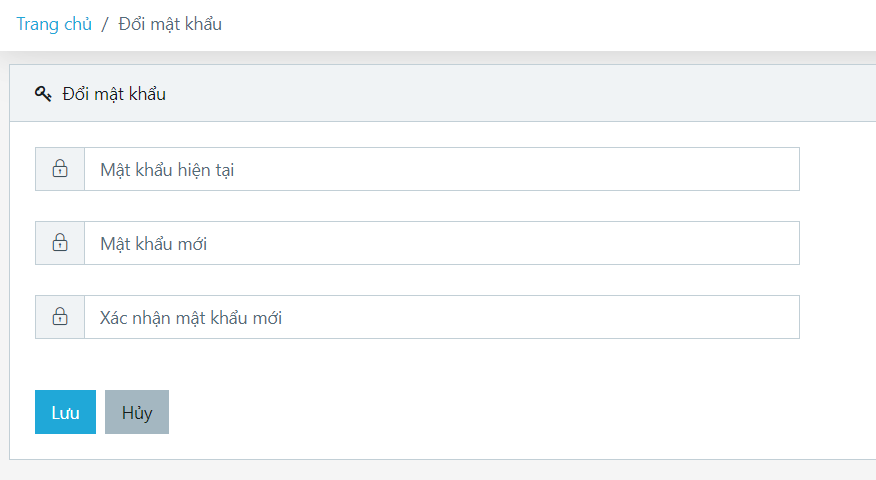 Trang chủ / Đổi mật khẩu
Đổi mật khẩu
Mật khẩu hiện tại
Mật khẩu mới
Xác nhận mật khẩu mới
Lưu Hủy